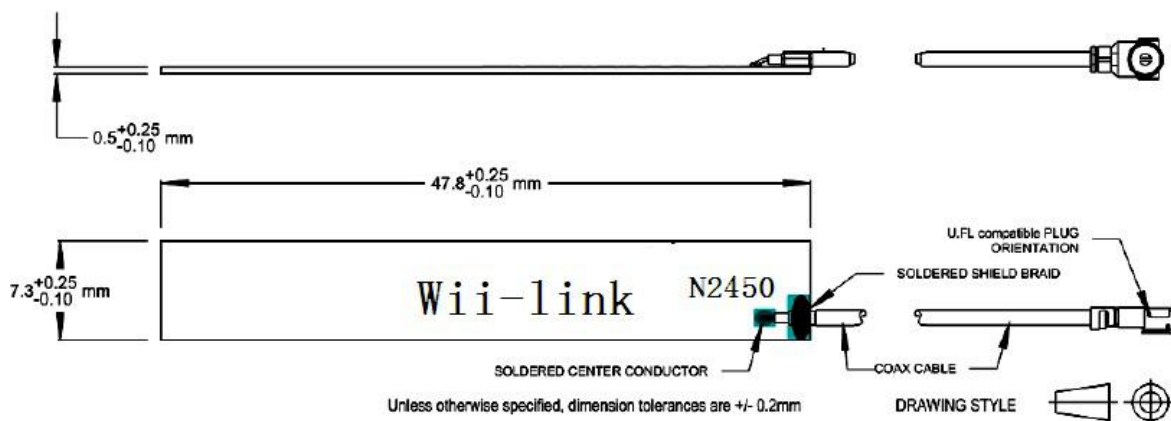 0.5+0.25 -0.10 mm
47.8+0.25 -0.10 mm
7.3+0.25 -0.10 mm
Wii-link
N2450
U.FL compatible PLUG
ORIENTATION
SOLDERED SHIELD BRAID
SOLDERED CENTER CONDUCTOR
COAX CABLE
Unless otherwise specified, dimension tolerances are +/- 0.2mm
DRAWING STYLE